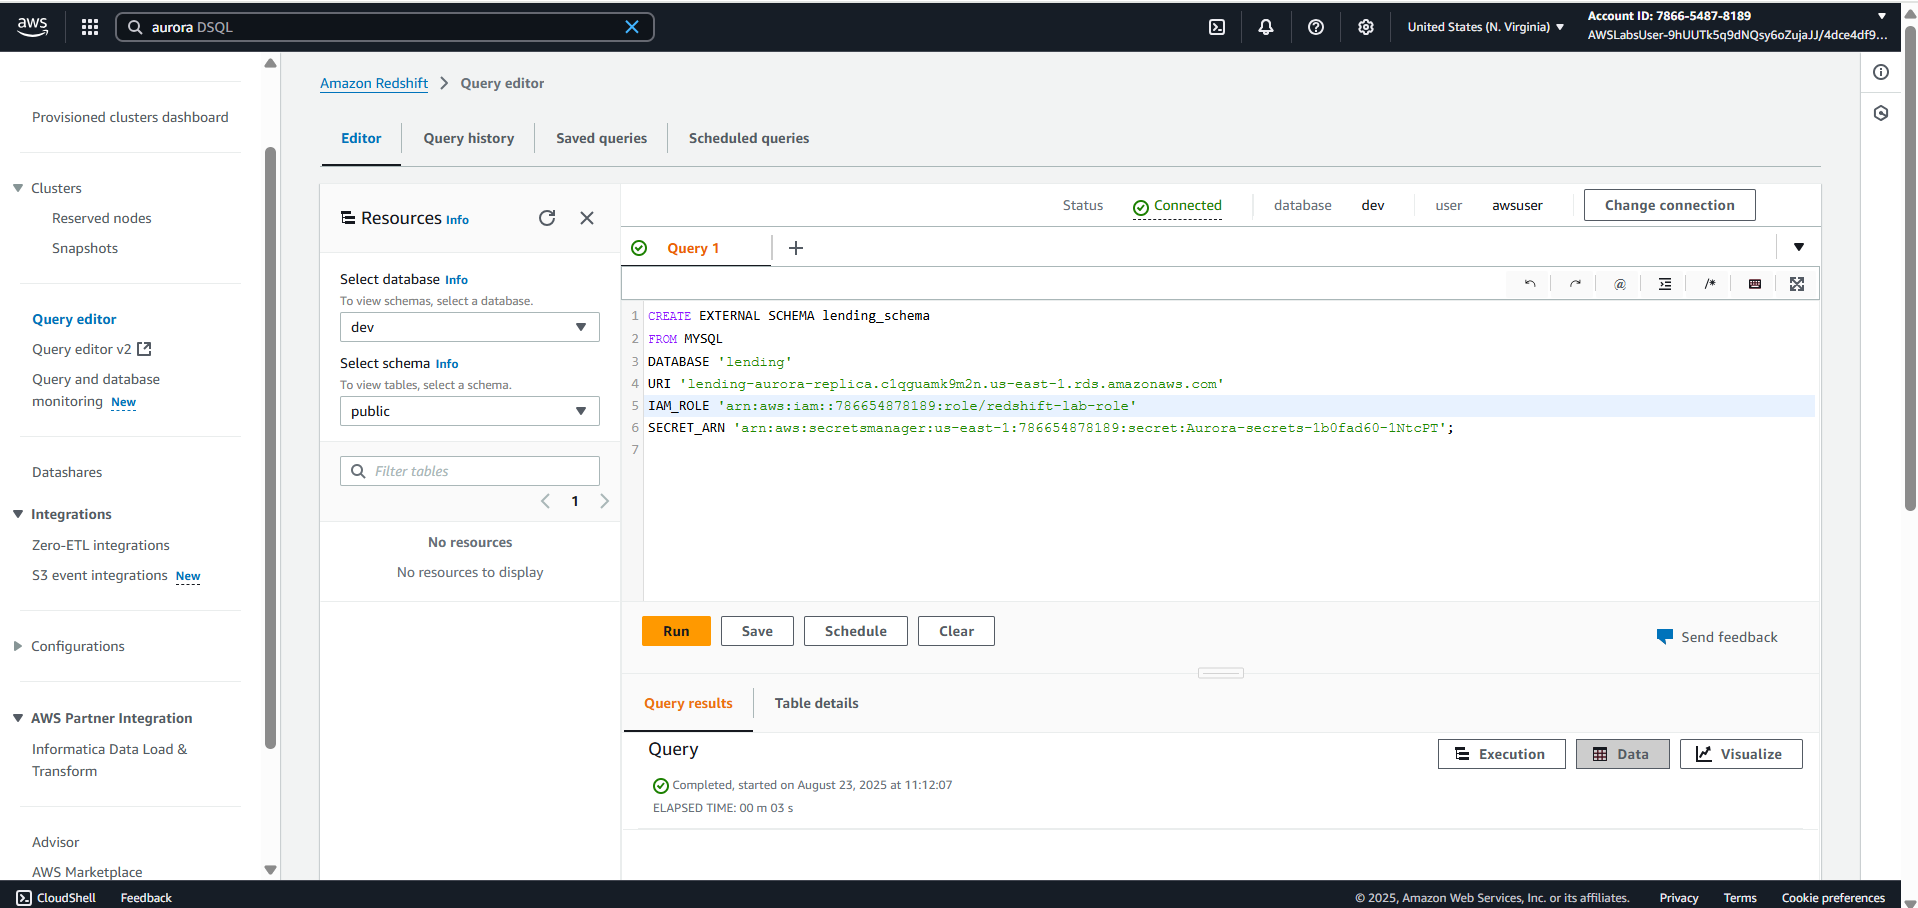 aws
aurora DSQL
United States (N. Virginia)
Account ID: 7866-5487-8189
AWSLabsUser-9hUUTk5q9dNQsy6oZujaJJ/4dce4df9...
Provisioned clusters dashboard
Clusters
Reserved nodes
Snapshots
Query editor
Query editor v2
Query and database
monitoring New
Datashares
Integrations
Zero-ETL integrations
S3 event integrations New
Configurations
AWS Partner Integration
Informatica Data Load &
Transform
Advisor
AWS Marketplace
Amazon Redshift > Query editor
Editor
Query history
Saved queries
Scheduled queries
Resources Info
Select database Info
To view schemas, select a database.
dev
Select schema Info
To view tables, select a schema.
public
Filter tables
1
No resources
No resources to display
Status Connected database dev user awsuser Change connection
Query 1
1 CREATE EXTERNAL SCHEMA lending_schema
2 FROM MYSQL
3 DATABASE 'lending'
4 URI 'lending-aurora-replica.c1qguamk9m2n.us-east-1.rds.amazonaws.com'
5 IAM_ROLE 'arn:aws:iam::786654878189:role/redshift-lab-role'
6 SECRET_ARN 'arn:aws:secretsmanager:us-east-1:786654878189:secret:Aurora-secrets-1b0fad60-1NtcPT';
7
Run Save Schedule Clear
Send feedback
Query results Table details
Query
Execution Data Visualize
Completed, started on August 23, 2025 at 11:12:07
ELAPSED TIME: 00 m 03 s
CloudShell Feedback
© 2025, Amazon Web Services, Inc. or its affiliates. Privacy Terms Cookie preferences